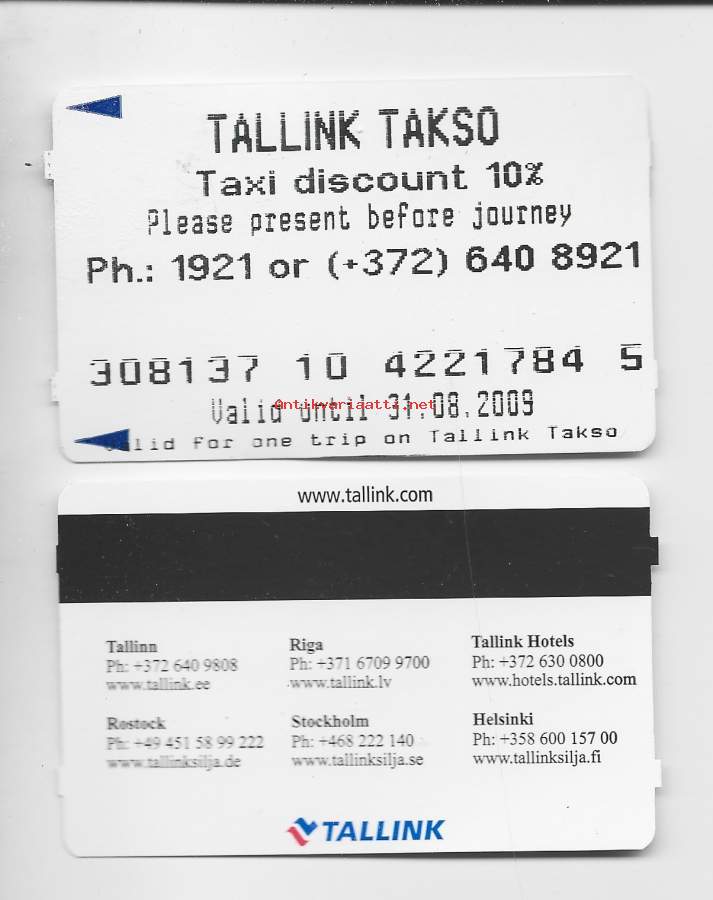 TALLINK TAKSO
Taxi discount 10%
Please present before journey
Ph.: 1921 or (+372) 640 8921
308137 10 4221784 5
Valid until 31.08.2009
Antikvariaatti.net
Valid for one trip on Tallink Takso
www.tallink.com
Tallinn
Ph: +372 640 9808
www.tallink.ee
Riga
Ph: +371 6709 9700
www.tallink.lv
Tallink Hotels
Ph: +372 630 0800
www.hotels.tallink.com
Rostock
Ph: +49 451 58 99 222
www.tallinksilja.de
Stockholm
Ph: +468 222 140
www.tallinksilja.se
Helsinki
Ph: +358 600 157 00
www.tallinksilja.fi
TALLINK